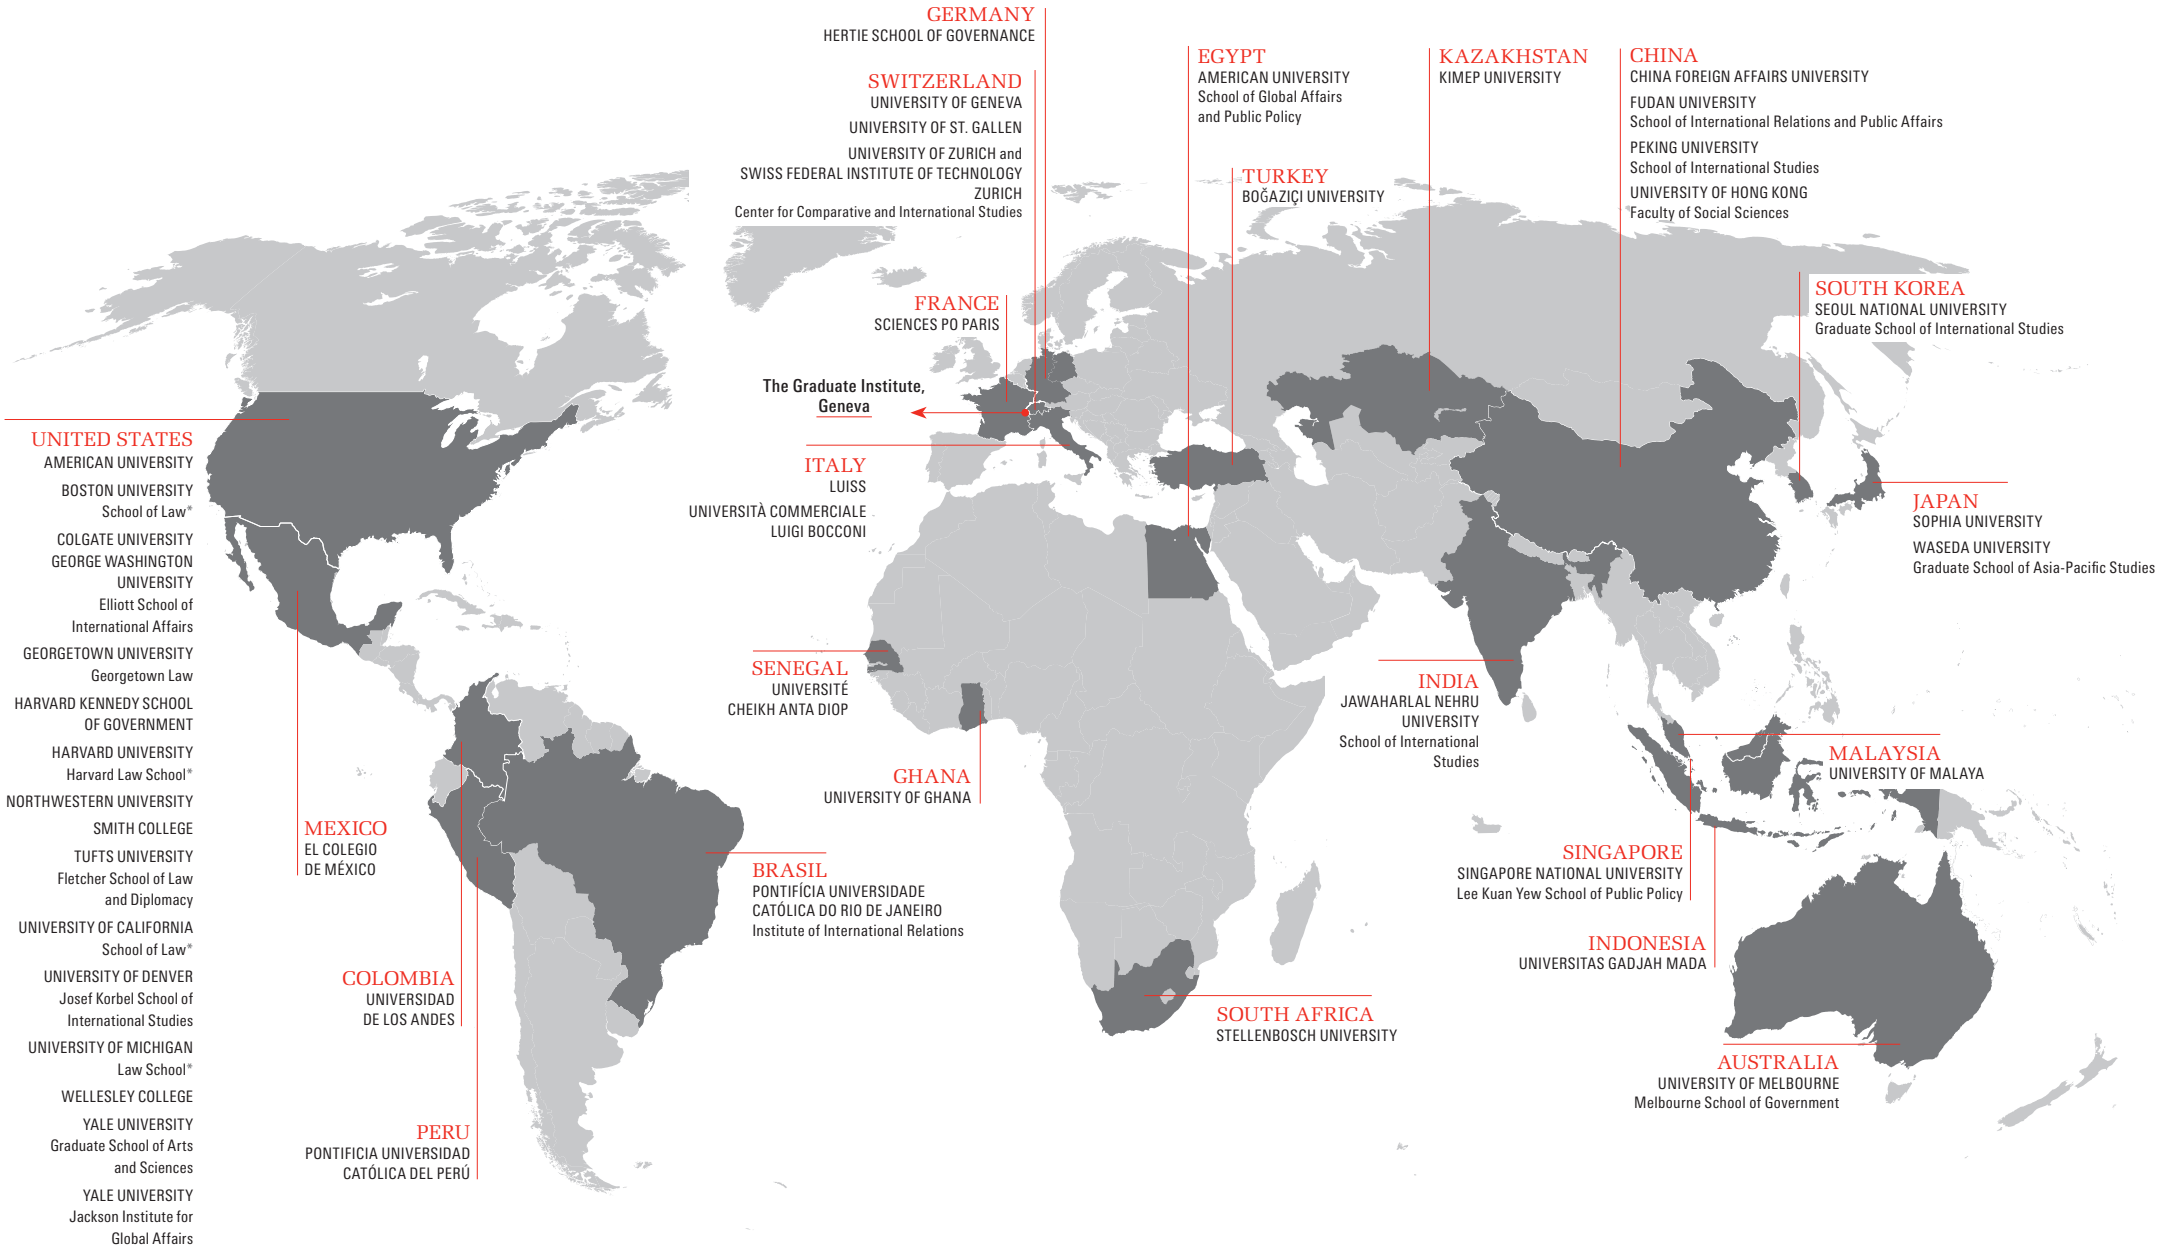 GERMANY
HERTIE SCHOOL OF GOVERNANCE
SWITZERLAND
UNIVERSITY OF GENEVA
UNIVERSITY OF ST. GALLEN
UNIVERSITY OF ZURICH and
SWISS FEDERAL INSTITUTE OF TECHNOLOGY
ZURICH
Center for Comparative and International Studies
EGYPT
AMERICAN UNIVERSITY
School of Global Affairs
and Public Policy
TURKEY
BOĞAZIÇI UNIVERSITY
KAZAKHSTAN
KIMEP UNIVERSITY
CHINA
CHINA FOREIGN AFFAIRS UNIVERSITY
FUDAN UNIVERSITY
School of International Relations and Public Affairs
PEKING UNIVERSITY
School of International Studies
UNIVERSITY OF HONG KONG
Faculty of Social Sciences
SOUTH KOREA
SEOUL NATIONAL UNIVERSITY
Graduate School of International Studies
FRANCE
SCIENCES PO PARIS
The Graduate Institute,
Geneva
ITALY
LUISS
UNIVERSITÀ COMMERCIALE
LUIGI BOCCONI
JAPAN
SOPHIA UNIVERSITY
WASEDA UNIVERSITY
Graduate School of Asia-Pacific Studies
UNITED STATES
AMERICAN UNIVERSITY
BOSTON UNIVERSITY
School of Law*
COLGATE UNIVERSITY
GEORGE WASHINGTON
UNIVERSITY
Elliott School of
International Affairs
GEORGETOWN UNIVERSITY
Georgetown Law
HARVARD KENNEDY SCHOOL
OF GOVERNMENT
HARVARD UNIVERSITY
Harvard Law School*
NORTHWESTERN UNIVERSITY
SMITH COLLEGE
TUFTS UNIVERSITY
Fletcher School of Law
and Diplomacy
UNIVERSITY OF CALIFORNIA
School of Law*
UNIVERSITY OF DENVER
Josef Korbel School of
International Studies
UNIVERSITY OF MICHIGAN
Law School*
WELLESLEY COLLEGE
YALE UNIVERSITY
Graduate School of Arts
and Sciences
YALE UNIVERSITY
Jackson Institute for
Global Affairs
MEXICO
EL COLEGIO
DE MÉXICO
COLOMBIA
UNIVERSIDAD
DE LOS ANDES
PERU
PONTIFICIA UNIVERSIDAD
CATÓLICA DEL PERÚ
BRASIL
PONTIFÍCIA UNIVERSIDADE
CATÓLICA DO RIO DE JANEIRO
Institute of International Relations
SENEGAL
UNIVERSITÉ
CHEIKH ANTA DIOP
GHANA
UNIVERSITY OF GHANA
SOUTH AFRICA
STELLENBOSCH UNIVERSITY
INDIA
JAWAHARLAL NEHRU
UNIVERSITY
School of International
Studies
MALAYSIA
UNIVERSITY OF MALAYA
SINGAPORE
SINGAPORE NATIONAL UNIVERSITY
Lee Kuan Yew School of Public Policy
INDONESIA
UNIVERSITAS GADJAH MADA
AUSTRALIA
UNIVERSITY OF MELBOURNE
Melbourne School of Government